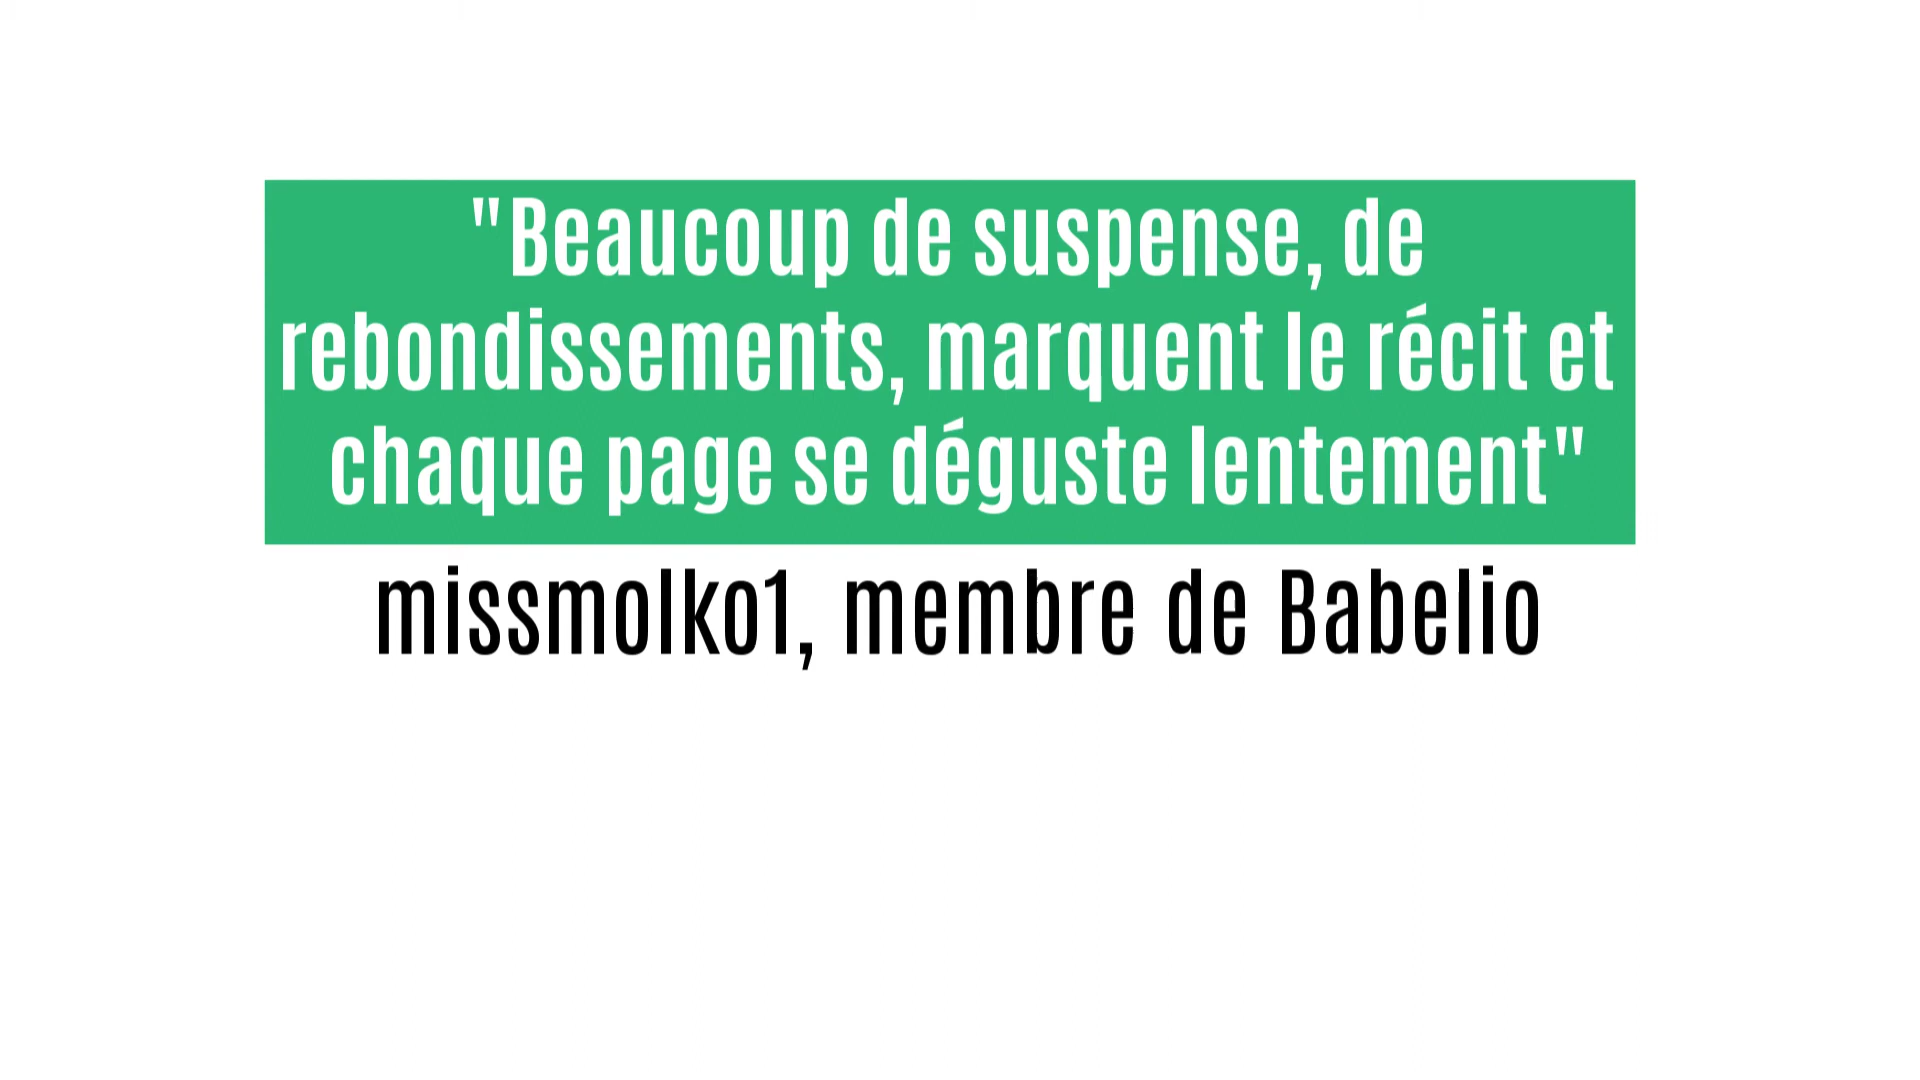 "Beaucoup de suspense, de
rebondissements, marquent le récit et
chaque page se déguste lentement"
missmolko1, membre de Babelio